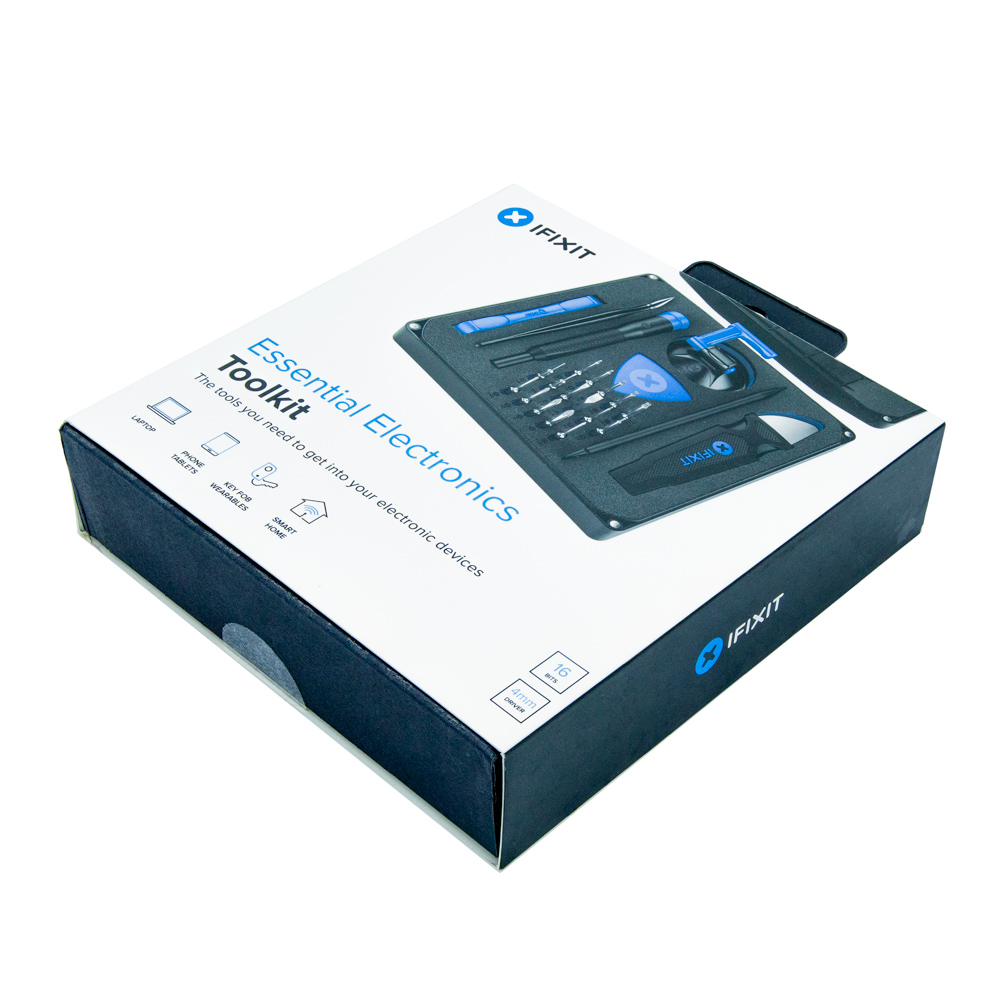 IFIXIT
Essential Electronics
Toolkit
The tools you need to get into your electronic devices
LAPTOP
PHONE
TABLETS
KEY FOB
WEARABLES
SMART
HOME
IFIXIT
16
BITS
4mm
DRIVER
IFIXIT